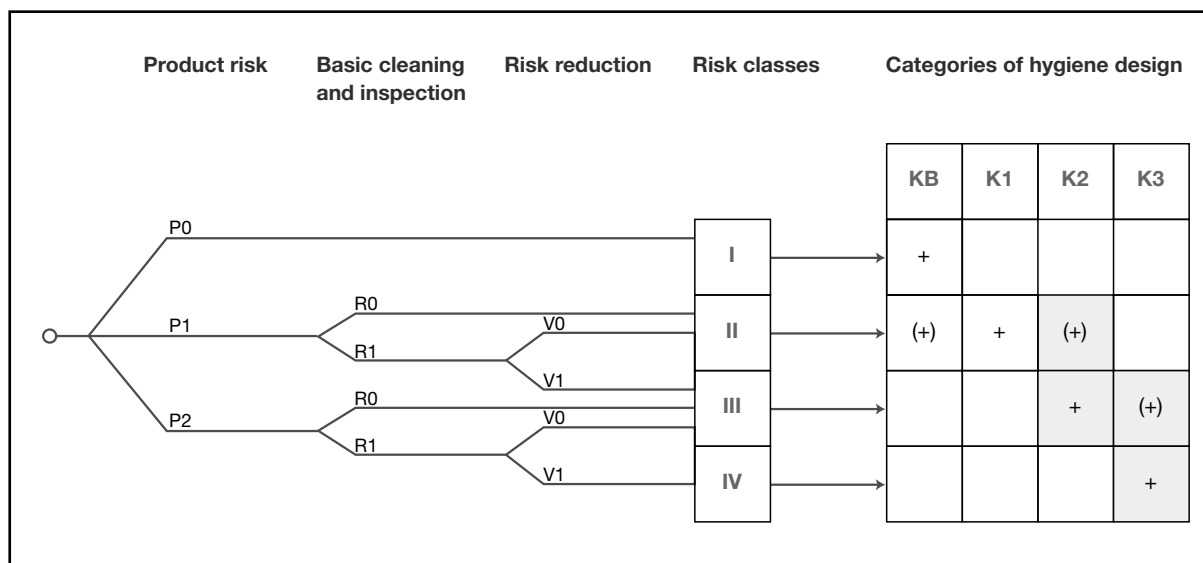 Product risk
Basic cleaning
and inspection
Risk reduction
Risk classes
Categories of hygiene design
KB K1 K2 K3
P0
I
+
R0
P1
V0
II
(+) + (+)
R1
V1
R0
III
+ (+)
P2
V0
R1
V1
IV
+